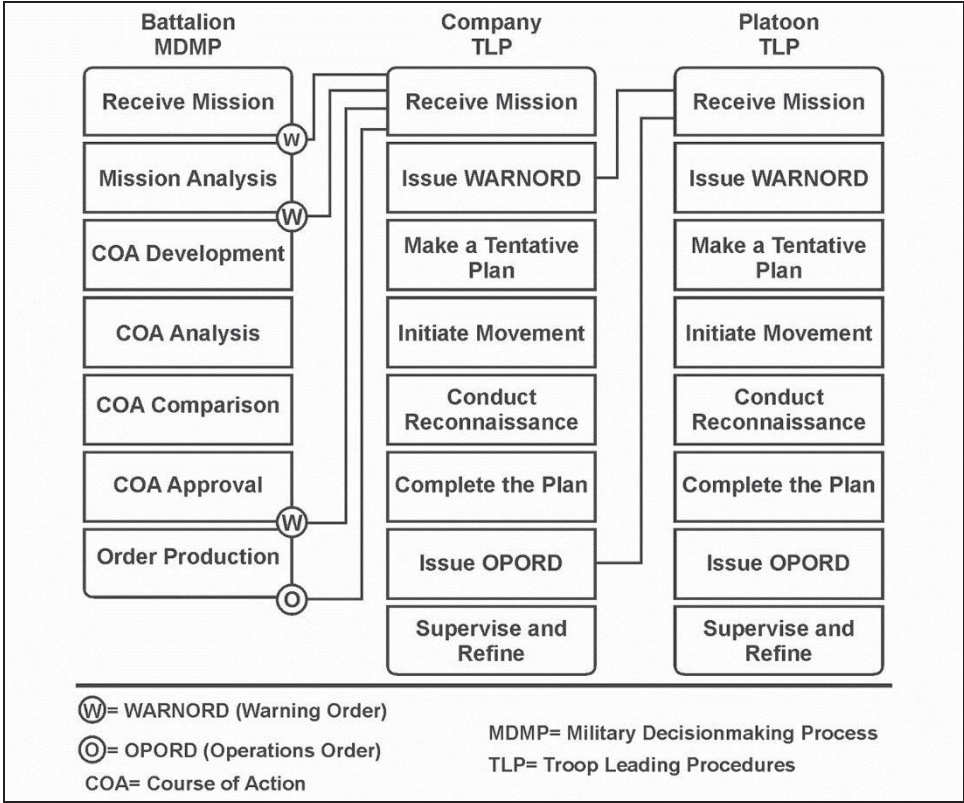 Battalion
MDMP
Receive Mission
W
Mission Analysis
W
COA Development
COA Analysis
COA Comparison
COA Approval
W
Order Production
O
Company
TLP
Receive Mission
Issue WARNORD
Make a Tentative
Plan
Initiate Movement
Conduct
Reconnaissance
Complete the Plan
Issue OPORD
Supervise and
Refine
Platoon
TLP
Receive Mission
Issue WARNORD
Make a Tentative
Plan
Initiate Movement
Conduct
Reconnaissance
Complete the Plan
Issue OPORD
Supervise and
Refine
W= WARNORD (Warning Order)
O= OPORD (Operations Order)
COA= Course of Action
MDMP= Military Decisionmaking Process
TLP= Troop Leading Procedures